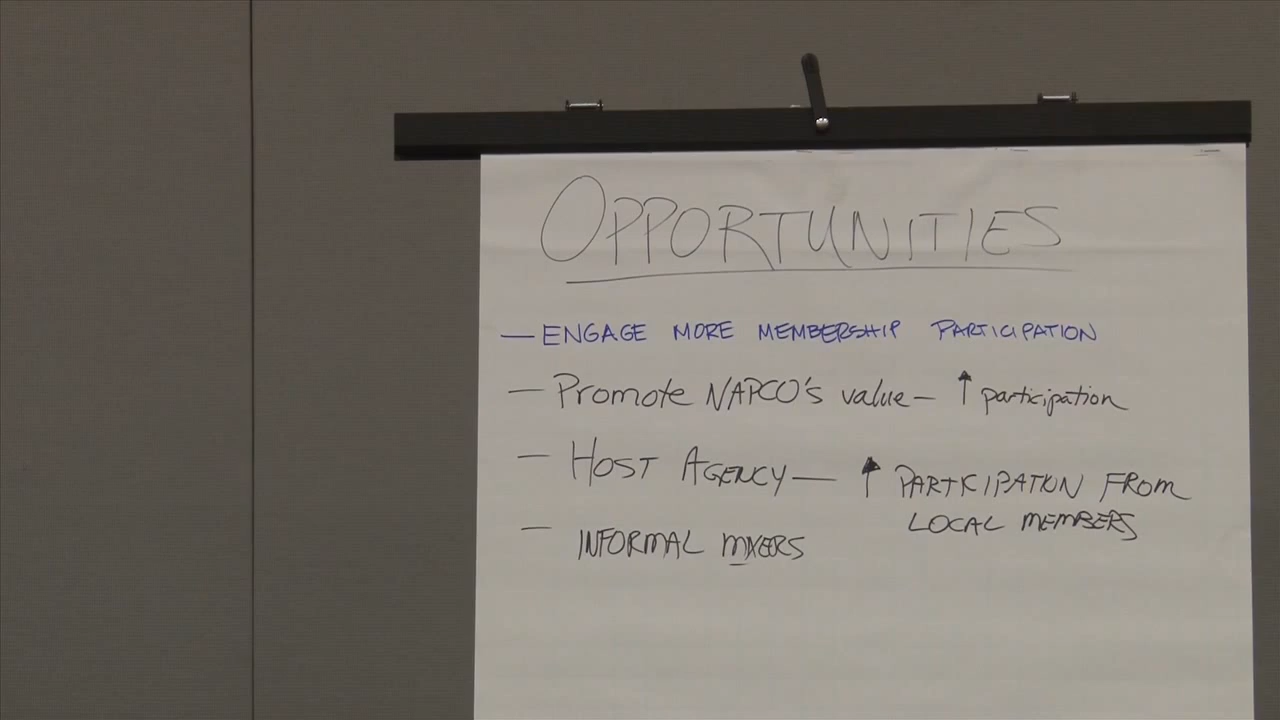 OPPORTUNITIES
— ENGAGE MORE MEMBERSHIP PARTICIPATION
— Promote NAPCO's value — ↑ participation
— HOST AGENCY — ↑ PARTICIPATION FROM
LOCAL MEMBERS
— INFORMAL MIXERS